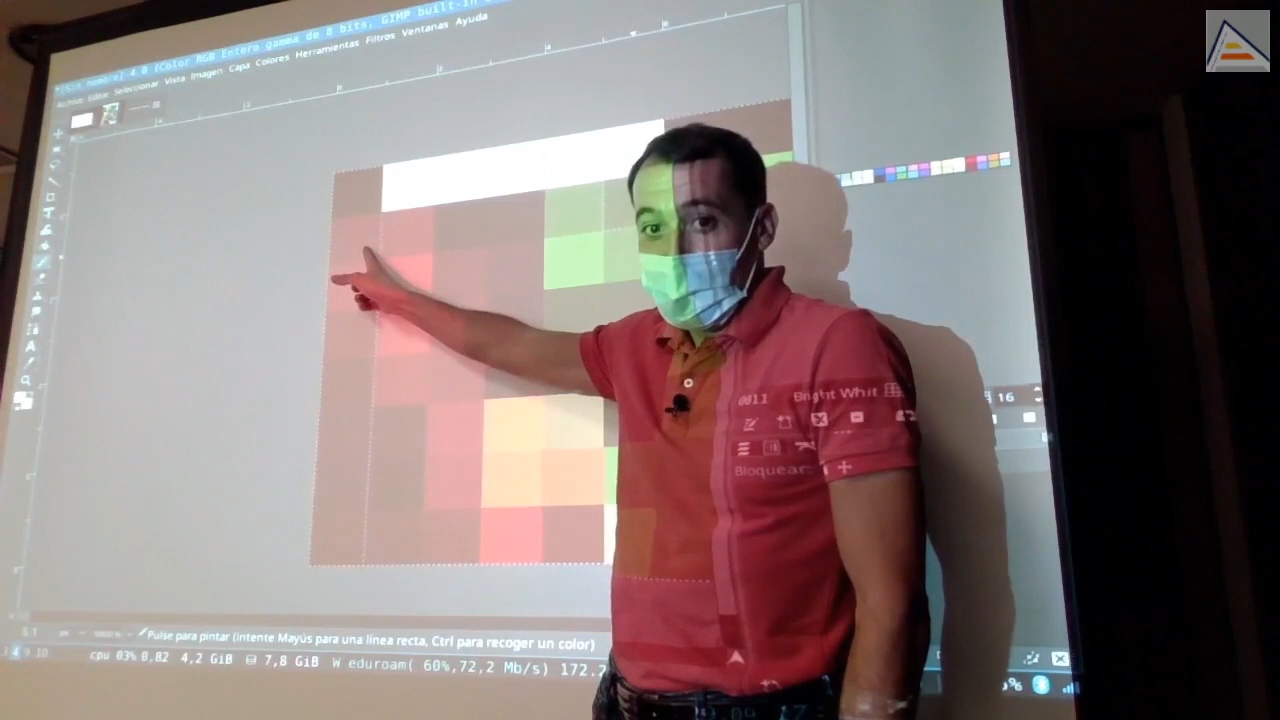 *[Sin nombre]-4.0 (Color RGB Entero gamma de 8 bits, GIMP built-in
Archivo Editar Seleccionar Vista Imagen Capa Colores Herramientas Filtros Ventanas Ayuda
0811 Bright Whit
16
Bloquear
Pulse para pintar (intente Mayús para una línea recta, Ctrl para recoger un color)
cpu 03% 0,82 4,2 GiB 7,8 GiB W eduroam( 60%,72,2 Mb/s) 172.2